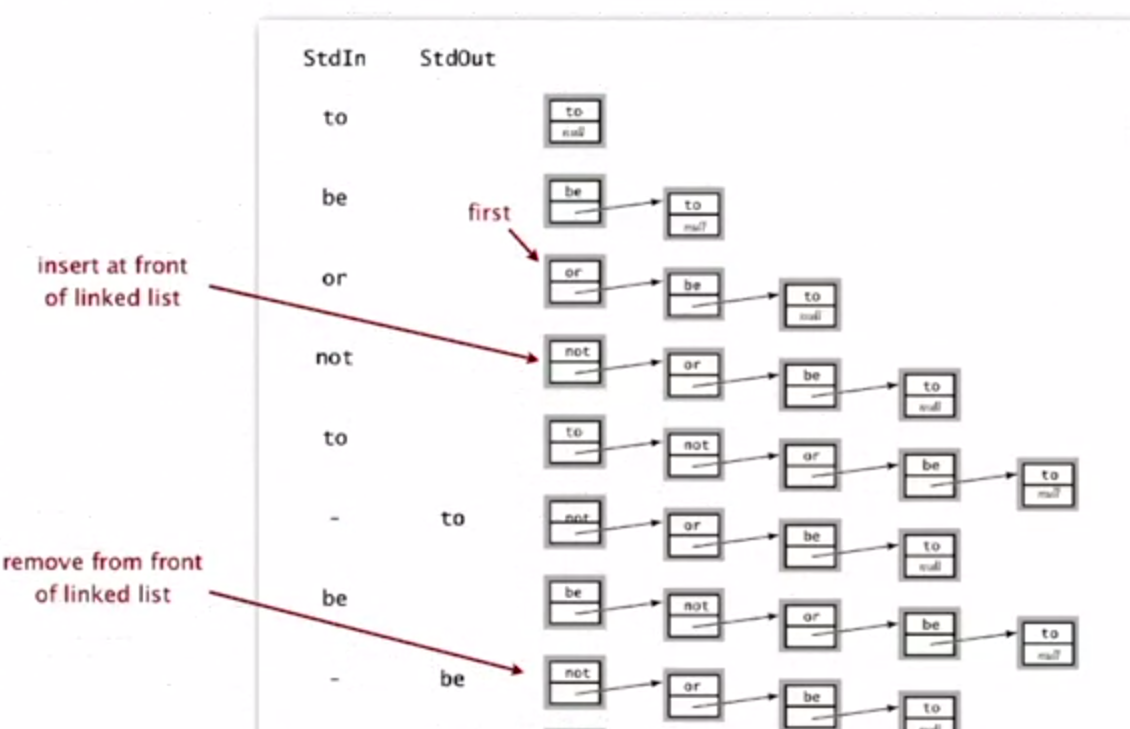 StdIn StdOut
to
to
null
be
be
to
null
first
insert at front
of linked list
or
or
be
to
null
not
not
or
be
to
null
to
to
not
or
be
to
null
- to
not
or
be
to
null
remove from front
of linked list
be
be
not
or
be
to
null
- be
not
or
be
to
null